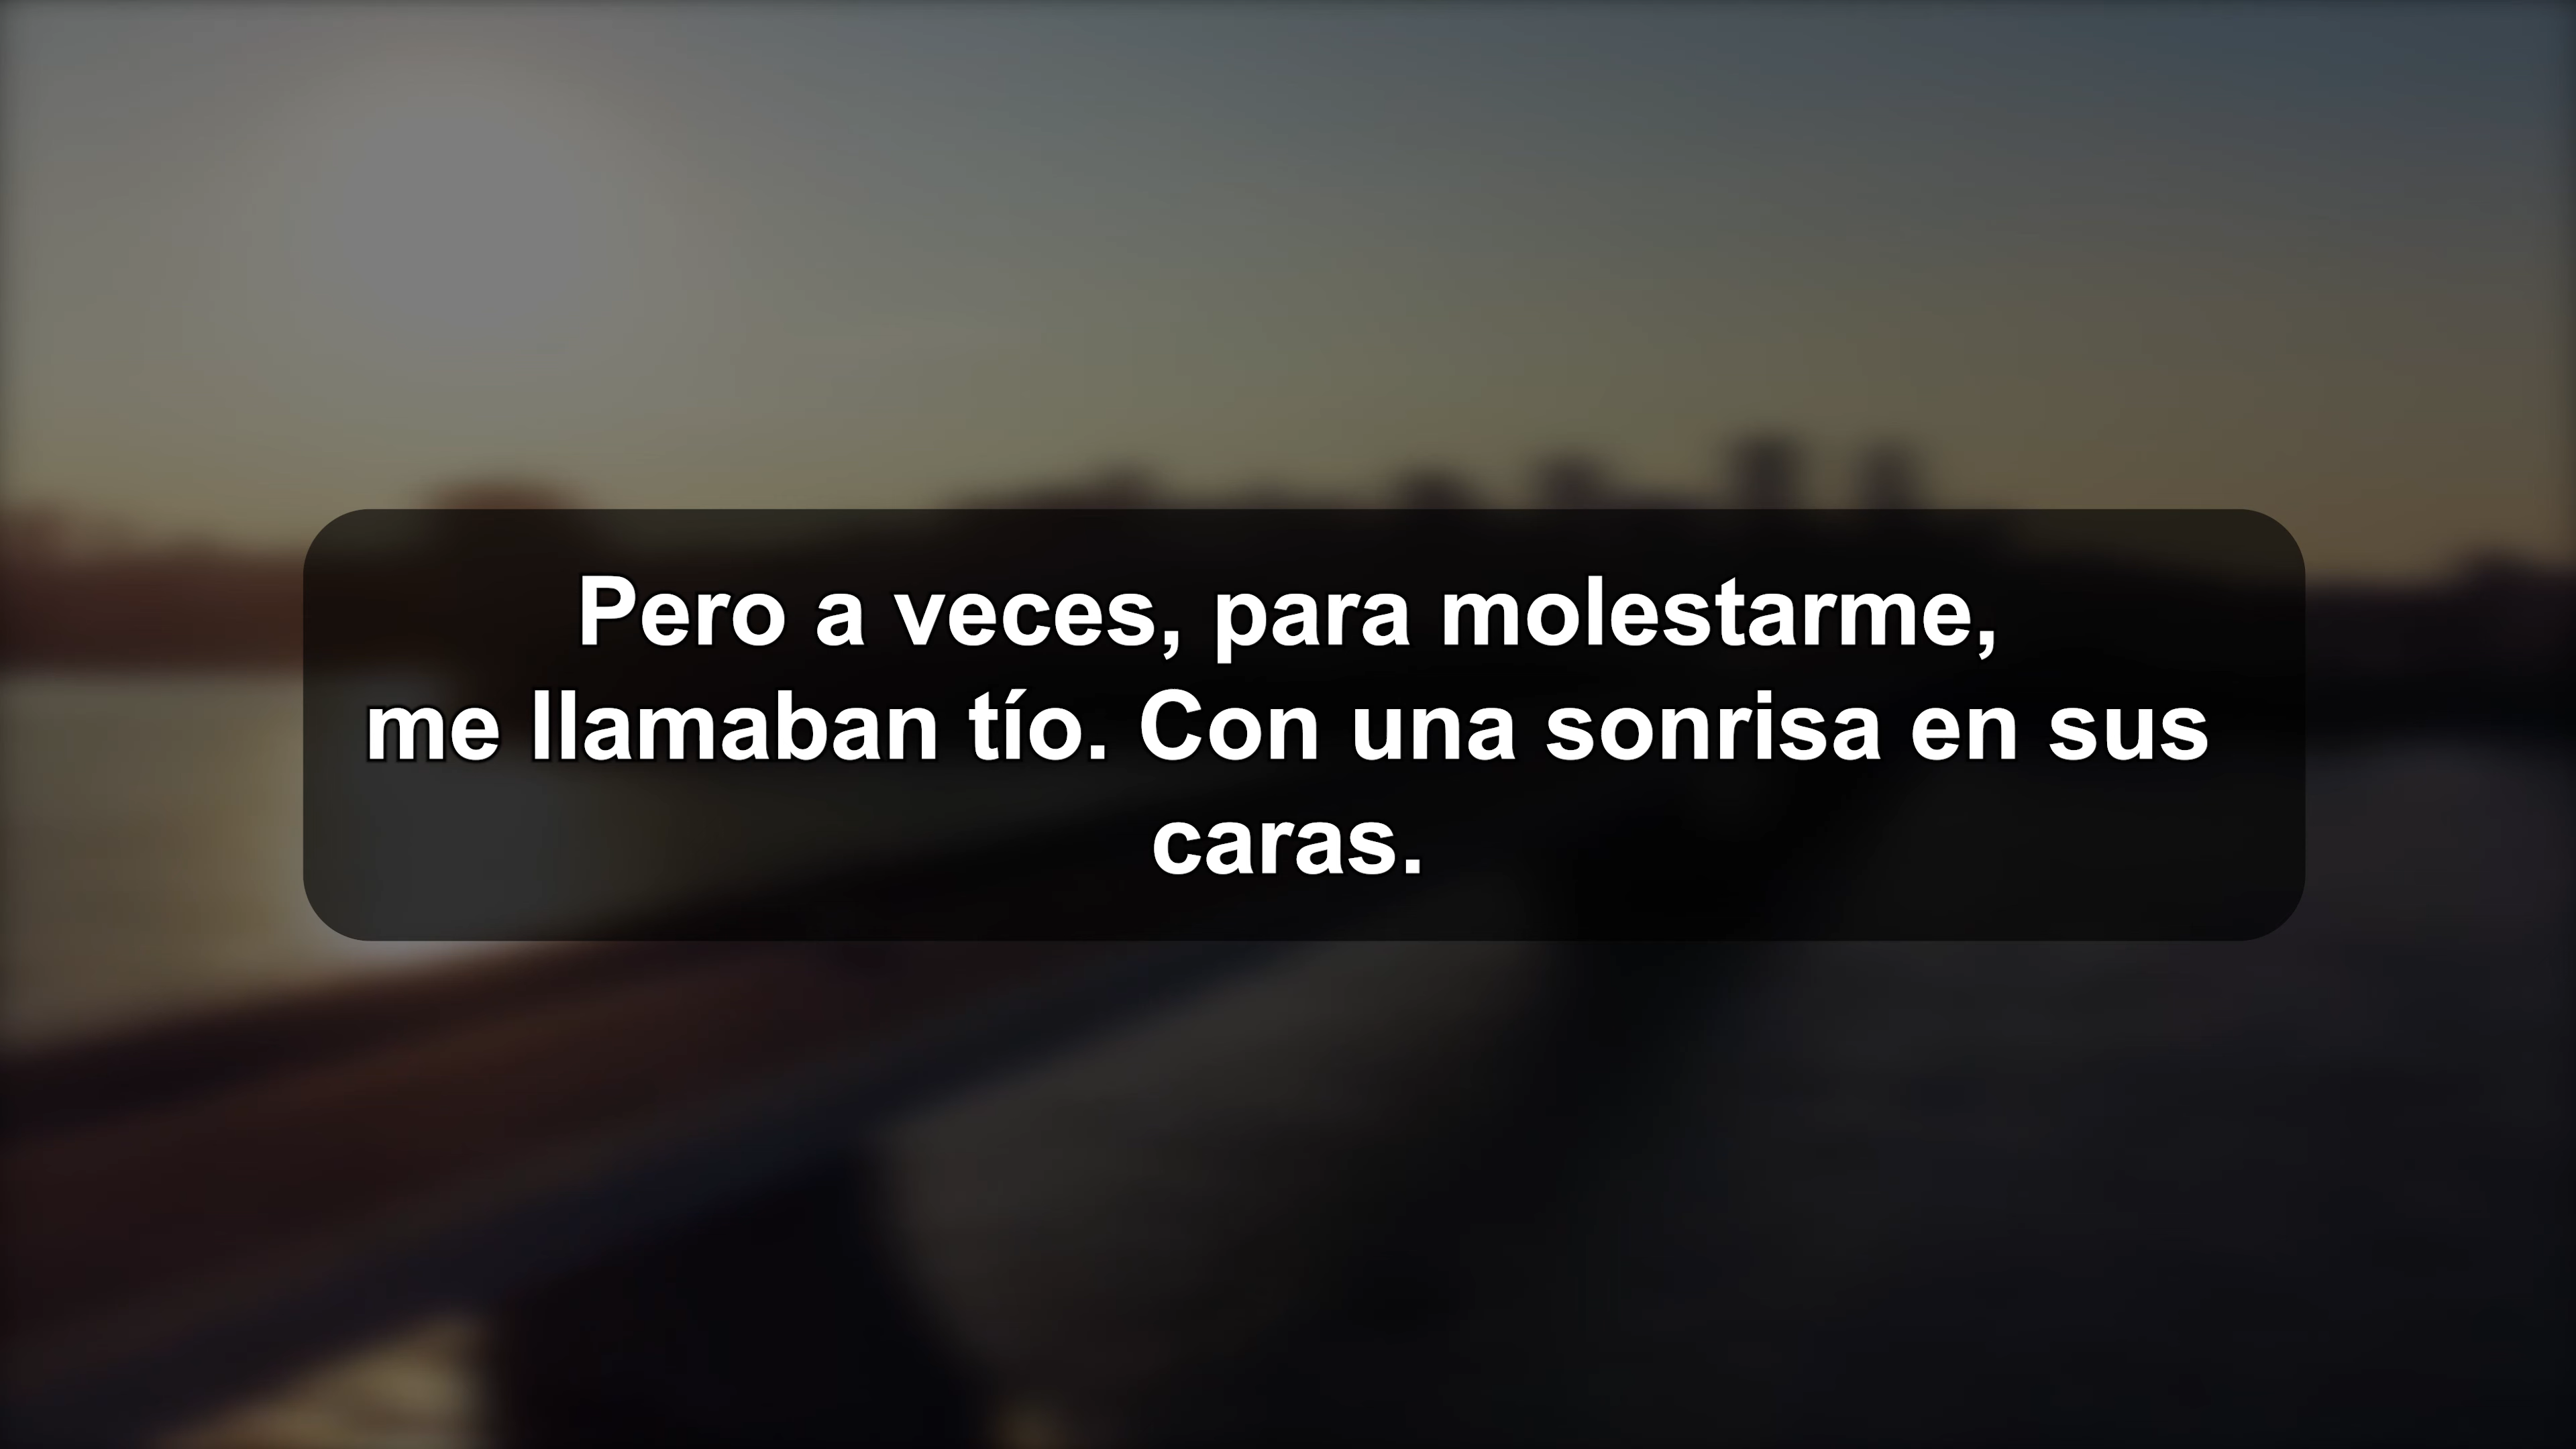 Pero a veces, para molestarme,
me llamaban tío. Con una sonrisa en sus
caras.